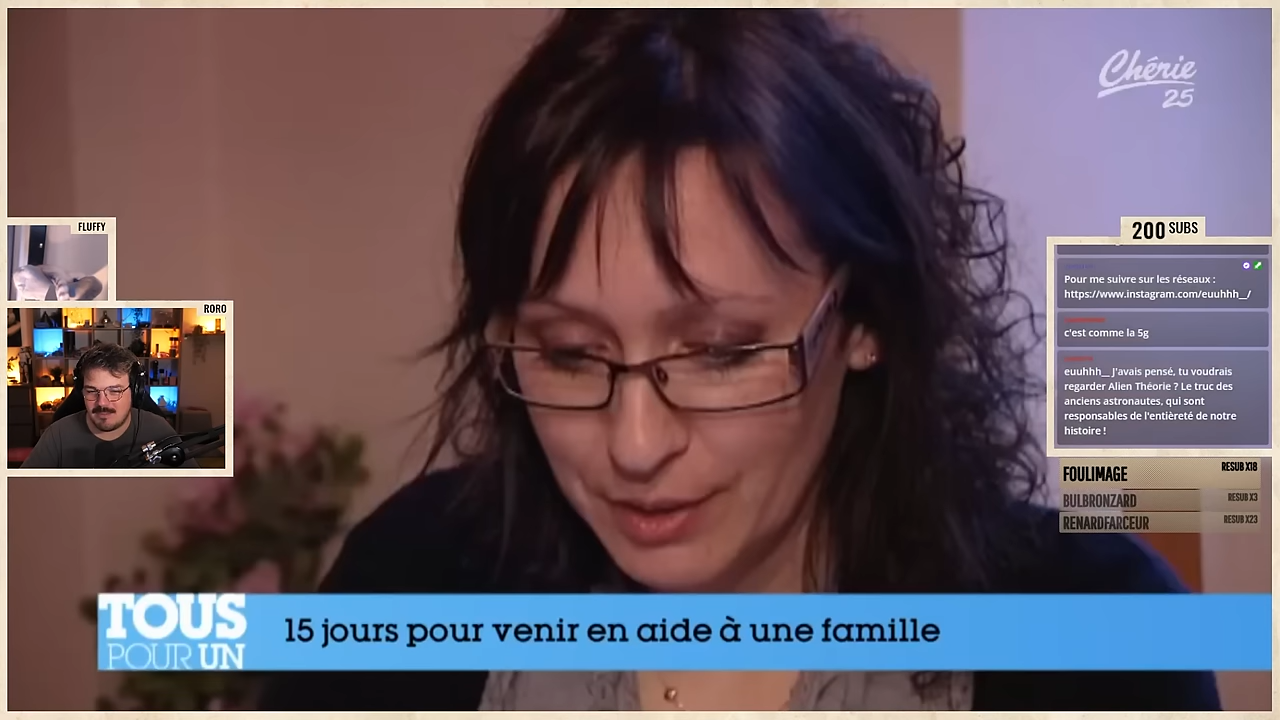 Chérie
25
FLUFFY
RORO
200 SUBS
Pour me suivre sur les réseaux :
https://www.instagram.com/euuhhh__/
c'est comme la 5g
euuhhh__ J'avais pensé, tu voudrais
regarder Alien Théorie ? Le truc des
anciens astronautes, qui sont
responsables de l'entièreté de notre
histoire !
FOULIMAGE RESUB X18
BULBRONZARD RESUB X3
RENARDFARCEUR RESUB X23
TOUS
POUR UN
15 jours pour venir en aide à une famille